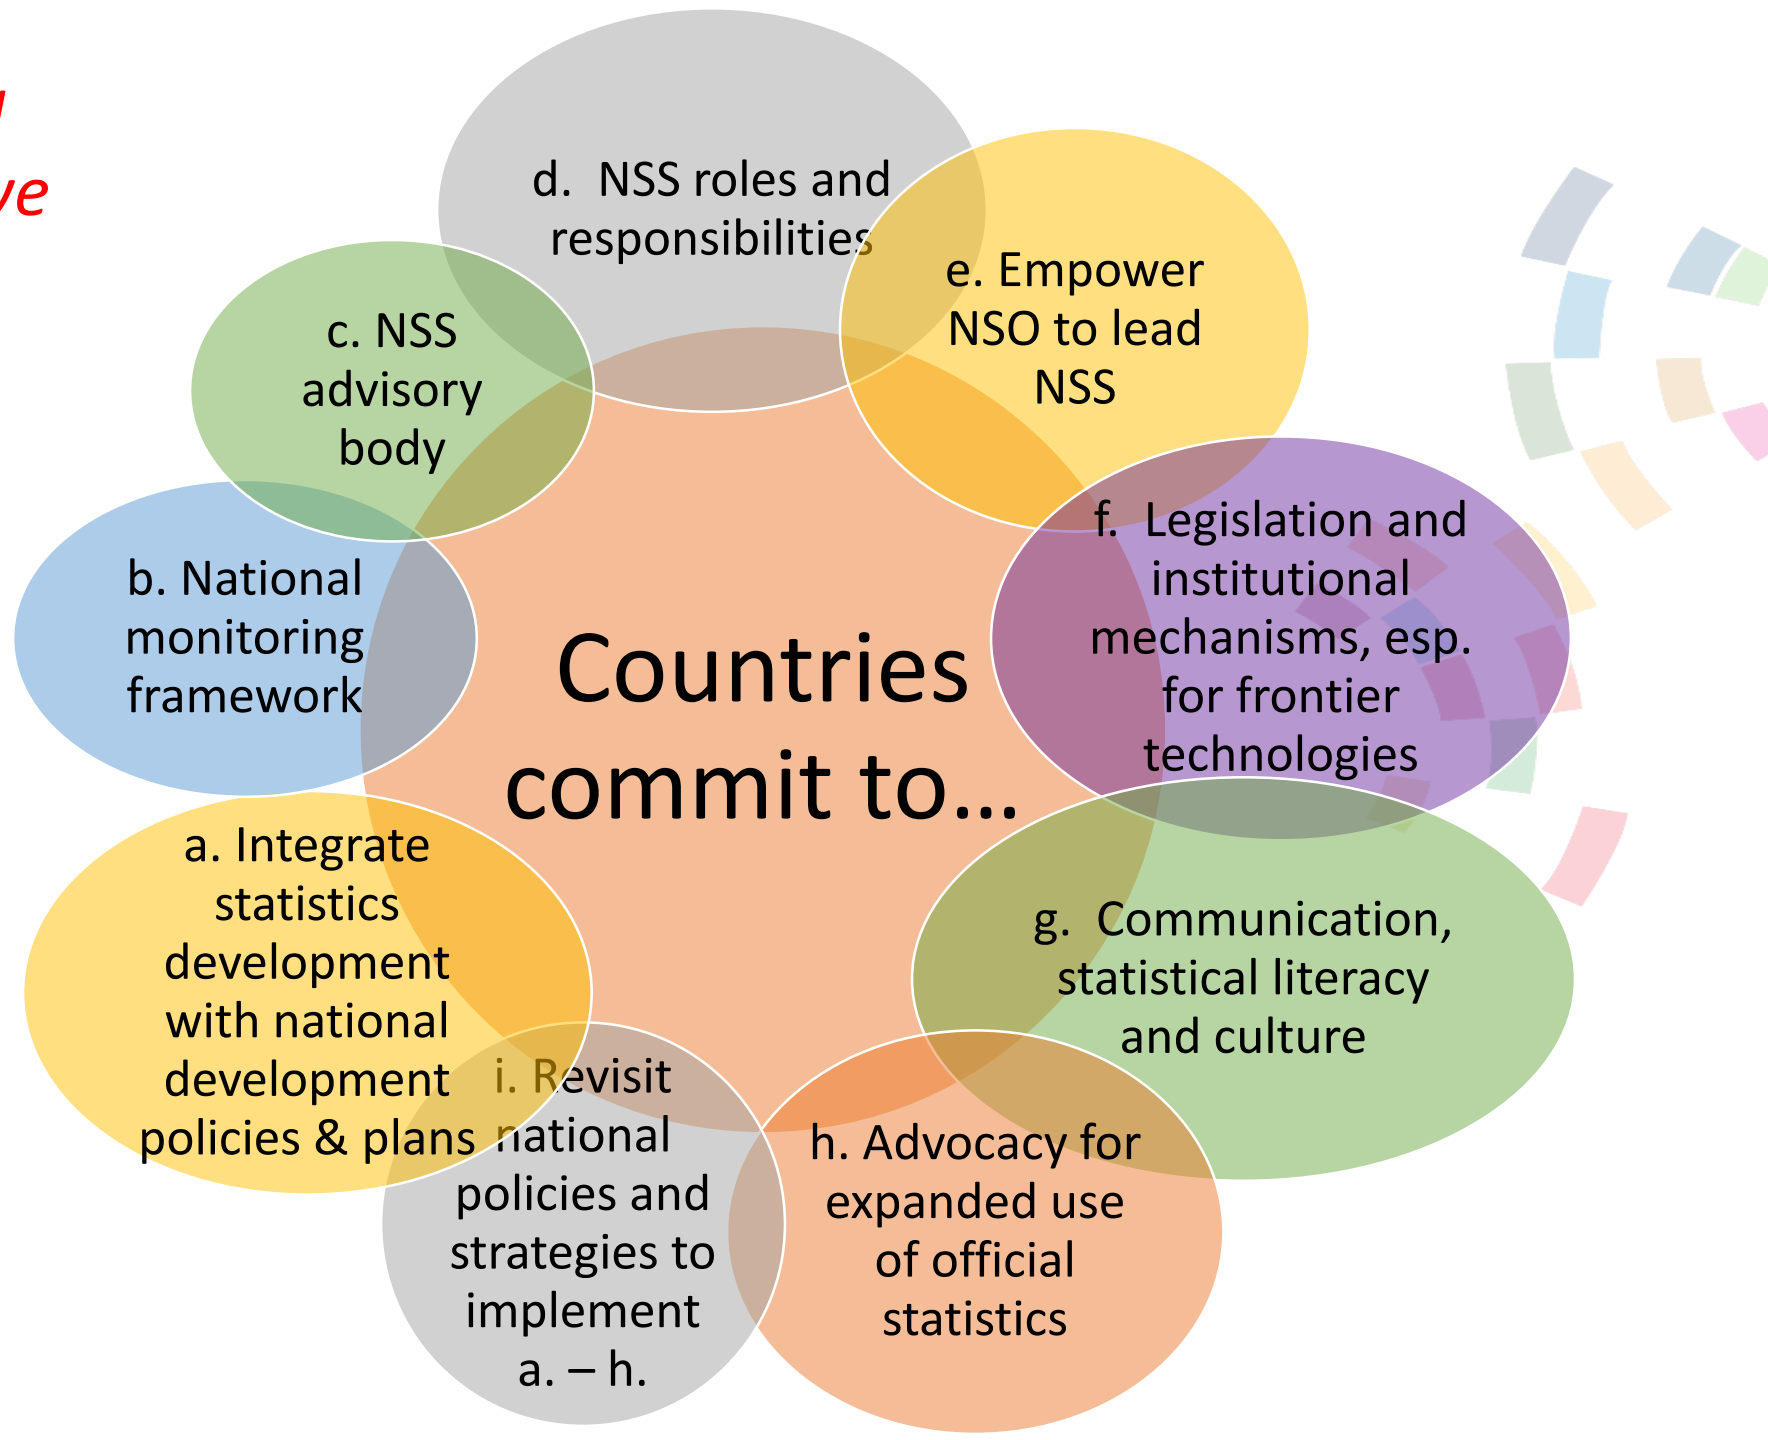 d.  NSS roles and
responsibilities
e. Empower
NSO to lead
NSS
c. NSS
advisory
body
f.  Legislation and
institutional
mechanisms, esp.
for frontier
technologies
b. National
monitoring
framework
Countries
commit to...
a. Integrate
statistics
development
with national
development
policies & plans
g.  Communication,
statistical literacy
and culture
i. Revisit
national
policies and
strategies to
implement
a. – h.
h. Advocacy for
expanded use
of official
statistics